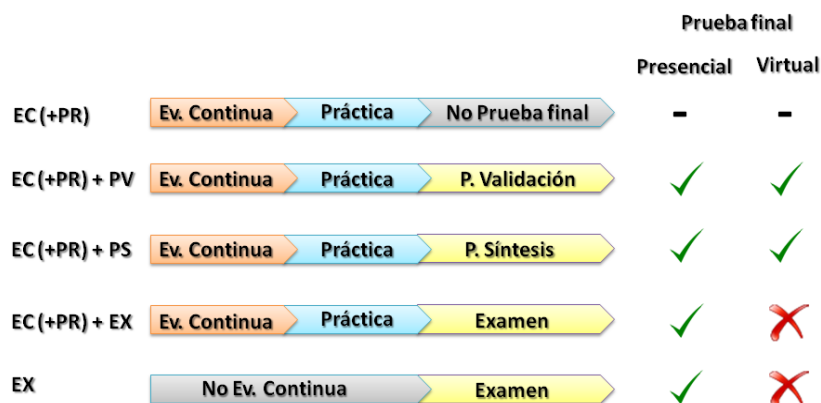 Prueba final
Presencial Virtual
EC (+PR) Ev. Continua Práctica No Prueba final - -
EC (+PR) + PV Ev. Continua Práctica P. Validación
EC (+PR) + PS Ev. Continua Práctica P. Síntesis
EC (+PR) + EX Ev. Continua Práctica Examen
EX No Ev. Continua Examen